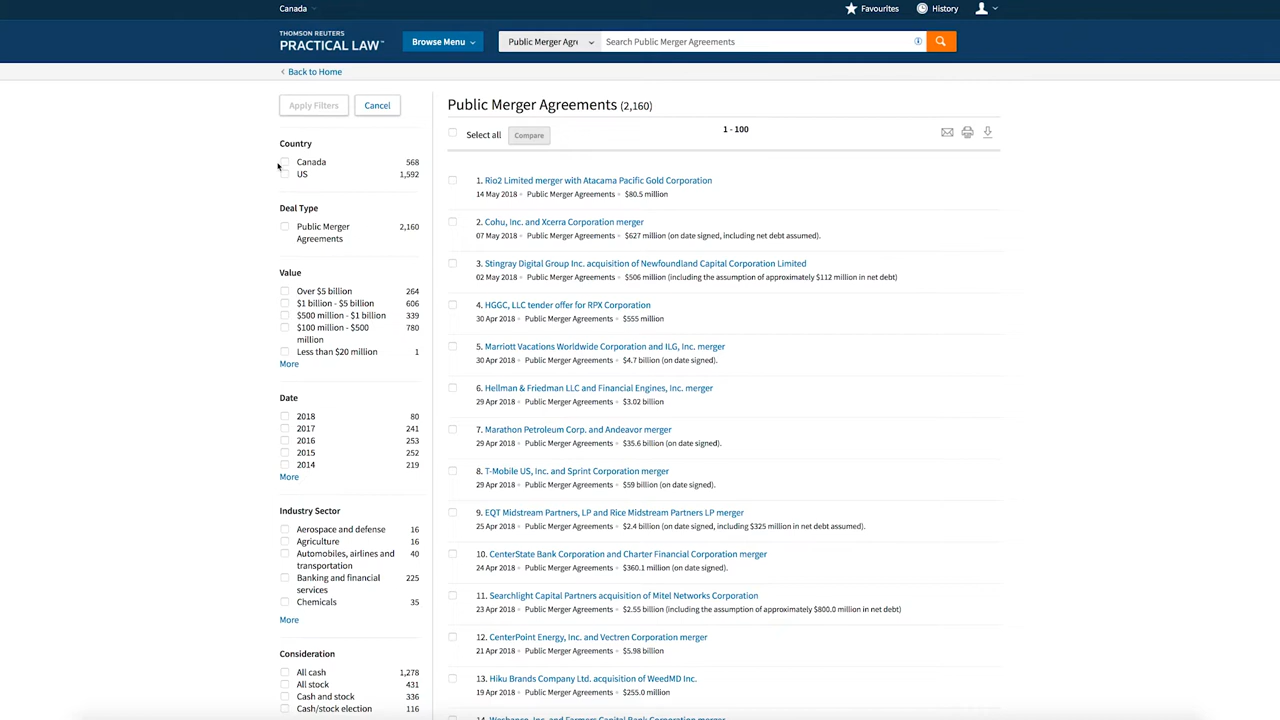 Canada
Favourites
History
THOMSON REUTERS
PRACTICAL LAW™
Browse Menu
Public Merger Agre
Search Public Merger Agreements
Back to Home
Apply Filters
Cancel
Country
Canada 568
US 1,592
Deal Type
Public Merger 2,160
Agreements
Value
Over $5 billion 264
$1 billion - $5 billion 606
$500 million - $1 billion 339
$100 million - $500 780
million
Less than $20 million 1
More
Date
2018 80
2017 241
2016 253
2015 252
2014 219
More
Industry Sector
Aerospace and defense 16
Agriculture 16
Automobiles, airlines and 40
transportation
Banking and financial 225
services
Chemicals 35
More
Consideration
All cash 1,278
All stock 431
Cash and stock 336
Cash/stock election 116
Public Merger Agreements (2,160)
Select all
Compare
1 - 100
1. Rio2 Limited merger with Atacama Pacific Gold Corporation
14 May 2018 • Public Merger Agreements • $80.5 million
2. Cohu, Inc. and Xcerra Corporation merger
07 May 2018 • Public Merger Agreements • $627 million (on date signed, including net debt assumed).
3. Stingray Digital Group Inc. acquisition of Newfoundland Capital Corporation Limited
02 May 2018 • Public Merger Agreements • $506 million (including the assumption of approximately $112 million in net debt)
4. HGGC, LLC tender offer for RPX Corporation
30 Apr 2018 • Public Merger Agreements • $555 million
5. Marriott Vacations Worldwide Corporation and ILG, Inc. merger
30 Apr 2018 • Public Merger Agreements • $4.7 billion (on date signed).
6. Hellman & Friedman LLC and Financial Engines, Inc. merger
29 Apr 2018 • Public Merger Agreements • $3.02 billion
7. Marathon Petroleum Corp. and Andeavor merger
29 Apr 2018 • Public Merger Agreements • $35.6 billion (on date signed).
8. T-Mobile US, Inc. and Sprint Corporation merger
29 Apr 2018 • Public Merger Agreements • $59 billion (on date signed).
9. EQT Midstream Partners, LP and Rice Midstream Partners LP merger
25 Apr 2018 • Public Merger Agreements • $2.4 billion (on date signed, including $325 million in net debt assumed).
10. CenterState Bank Corporation and Charter Financial Corporation merger
24 Apr 2018 • Public Merger Agreements • $360.1 million (on date signed).
11. Searchlight Capital Partners acquisition of Mitel Networks Corporation
23 Apr 2018 • Public Merger Agreements • $2.55 billion (including the assumption of approximately $800.0 million in net debt)
12. CenterPoint Energy, Inc. and Vectren Corporation merger
21 Apr 2018 • Public Merger Agreements • $5.98 billion
13. Hiku Brands Company Ltd. acquisition of WeedMD Inc.
19 Apr 2018 • Public Merger Agreements • $255.0 million
14. Wesbanco, Inc. and Farmers Capital Bank Corporation merger